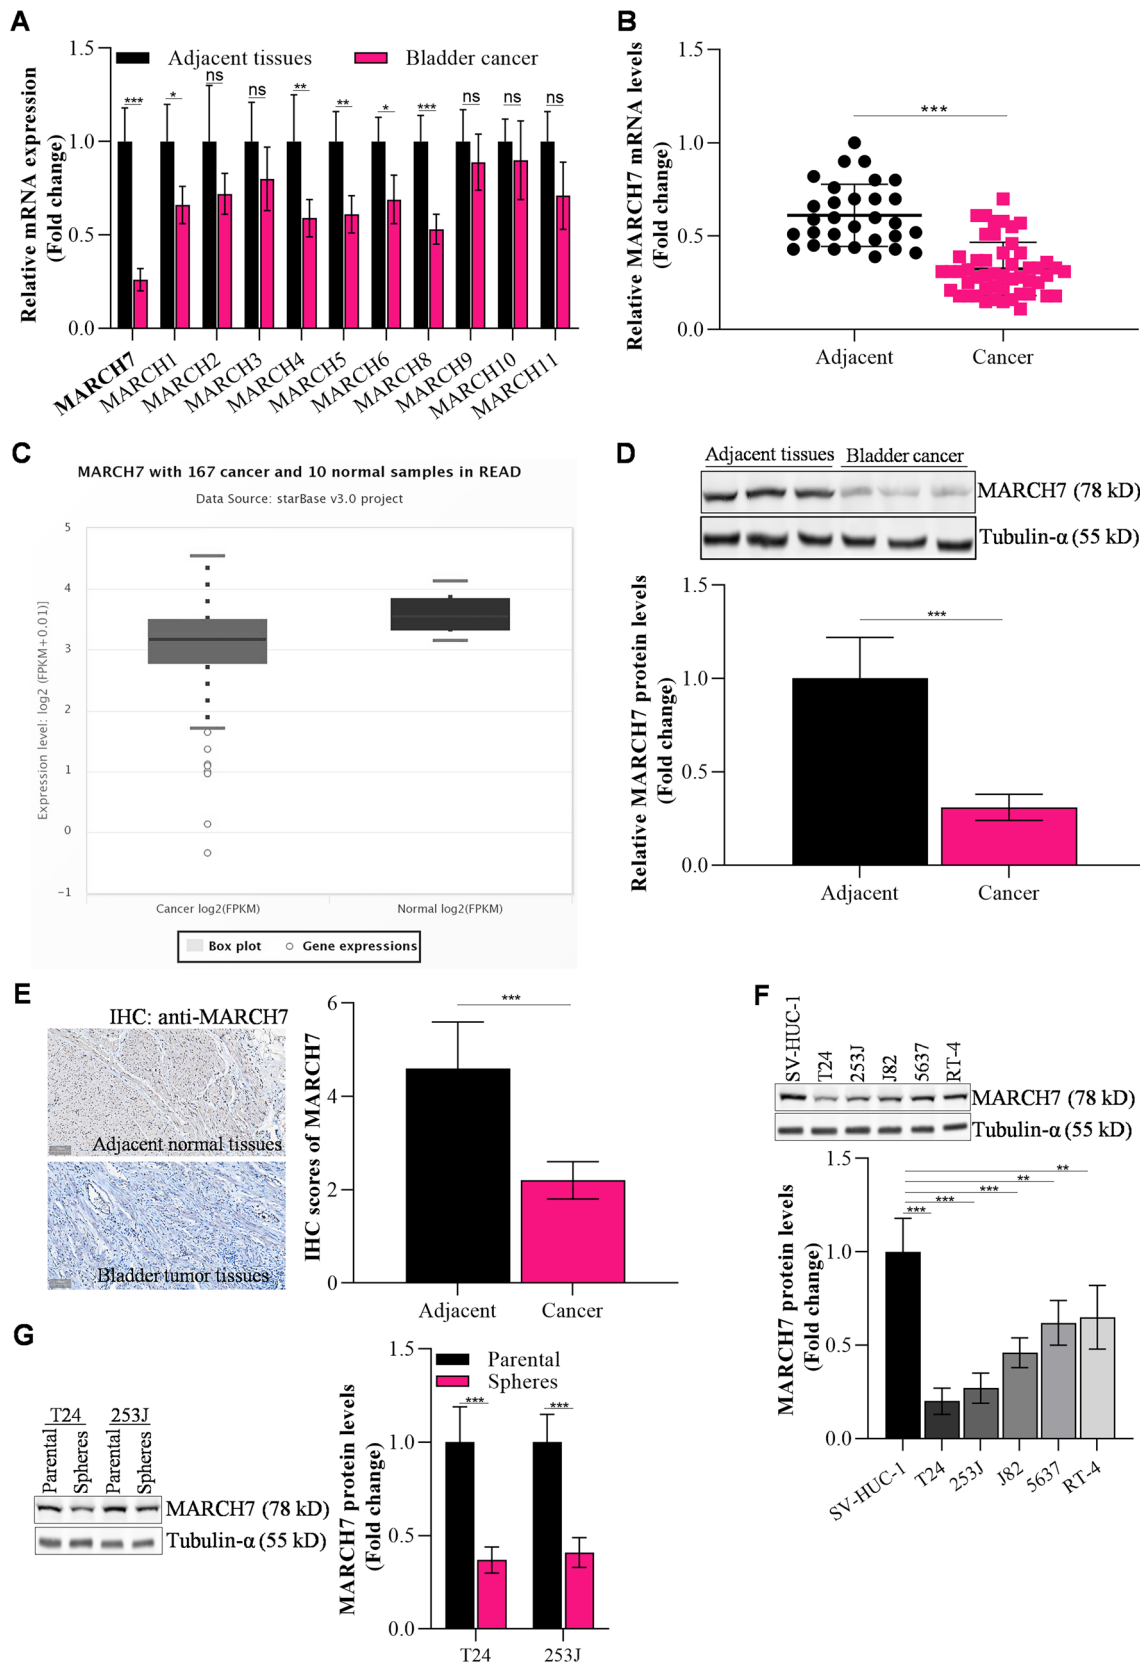 A
Relative mRNA expression
(Fold change)
1.5
1.0
0.5
0.0
Adjacent tissues
Bladder cancer
***
*
ns
ns
**
**
*
***
ns
ns
ns
MARCH7
MARCH1
MARCH2
MARCH3
MARCH4
MARCH5
MARCH6
MARCH8
MARCH9
MARCH10
MARCH11
B
Relative MARCH7 mRNA levels
(Fold change)
1.5
1.0
0.5
0.0
***
Adjacent
Cancer
C
MARCH7 with 167 cancer and 10 normal samples in READ
Data Source: starBase v3.0 project
Expression level: log2 (FPKM+0.01)]
5
4
3
2
1
0
-1
Cancer log2(FPKM)
Normal log2(FPKM)
Box plot
Gene expressions
D
Adjacent tissues
Bladder cancer
MARCH7 (78 kD)
Tubulin-α (55 kD)
Relative MARCH7 protein levels
(Fold change)
1.5
1.0
0.5
0.0
***
Adjacent
Cancer
E
IHC: anti-MARCH7
Adjacent normal tissues
Bladder tumor tissues
IHC scores of MARCH7
6
4
2
0
***
Adjacent
Cancer
F
SV-HUC-1
T24
253J
J82
5637
RT-4
MARCH7 (78 kD)
Tubulin-α (55 kD)
MARCH7 protein levels
(Fold change)
1.5
1.0
0.5
0.0
**
**
***
***
***
SV-HUC-1
T24
253J
J82
5637
RT-4
G
T24
253J
Parental
Spheres
Parental
Spheres
MARCH7 (78 kD)
Tubulin-α (55 kD)
MARCH7 protein levels
(Fold change)
1.5
1.0
0.5
0.0
Parental
Spheres
***
***
T24
253J